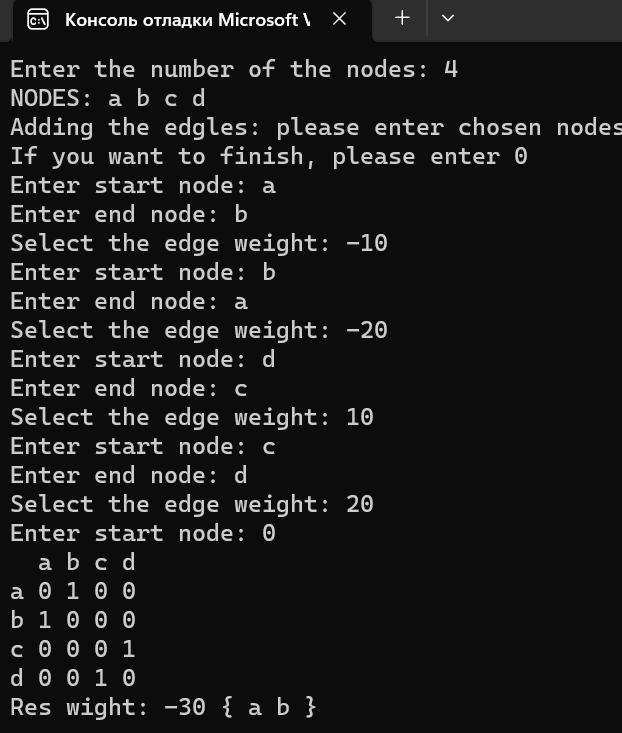 Консоль отладки Microsoft V
Enter the number of the nodes: 4
NODES: a b c d
Adding the edgles: please enter chosen nodes
If you want to finish, please enter 0
Enter start node: a
Enter end node: b
Select the edge weight: -10
Enter start node: b
Enter end node: a
Select the edge weight: -20
Enter start node: d
Enter end node: c
Select the edge weight: 10
Enter start node: c
Enter end node: d
Select the edge weight: 20
Enter start node: 0
a b c d
a 0 1 0 0
b 1 0 0 0
c 0 0 0 1
d 0 0 1 0
Res wight: -30 { a b }